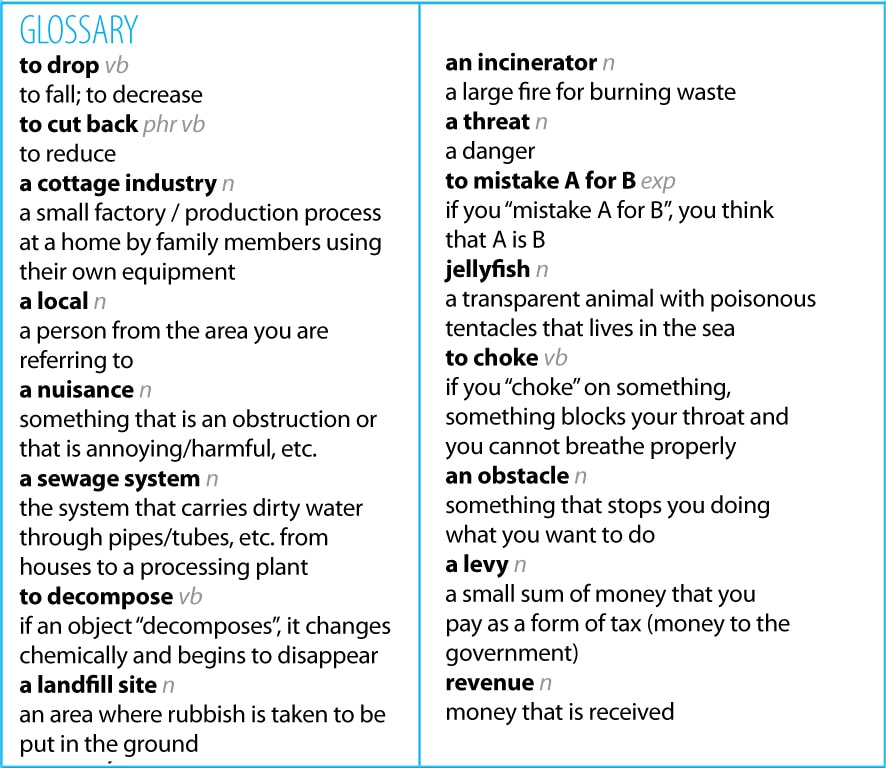 GLOSSARY
to drop vb
to fall; to decrease
to cut back phr vb
to reduce
a cottage industry n
a small factory / production process
at a home by family members using
their own equipment
a local n
a person from the area you are
referring to
a nuisance n
something that is an obstruction or
that is annoying/harmful, etc.
a sewage system n
the system that carries dirty water
through pipes/tubes, etc. from
houses to a processing plant
to decompose vb
if an object “decomposes”, it changes
chemically and begins to disappear
a landfill site n
an area where rubbish is taken to be
put in the ground
an incinerator n
a large fire for burning waste
a threat n
a danger
to mistake A for B exp
if you “mistake A for B”, you think
that A is B
jellyfish n
a transparent animal with poisonous
tentacles that lives in the sea
to choke vb
if you “choke” on something,
something blocks your throat and
you cannot breathe properly
an obstacle n
something that stops you doing
what you want to do
a levy n
a small sum of money that you
pay as a form of tax (money to the
government)
revenue n
money that is received